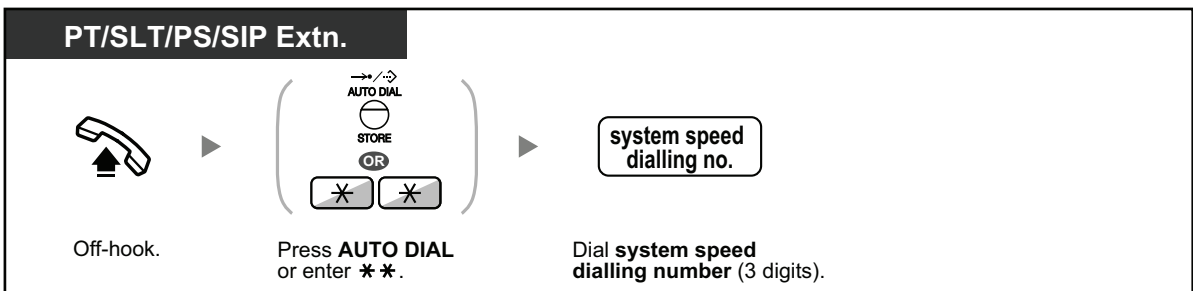 PT/SLT/PS/SIP Extn.
AUTO DIAL
STORE
OR
* *
system speed
dialling no.
Off-hook.
Press AUTO DIAL
or enter * *.
Dial system speed
dialling number (3 digits).